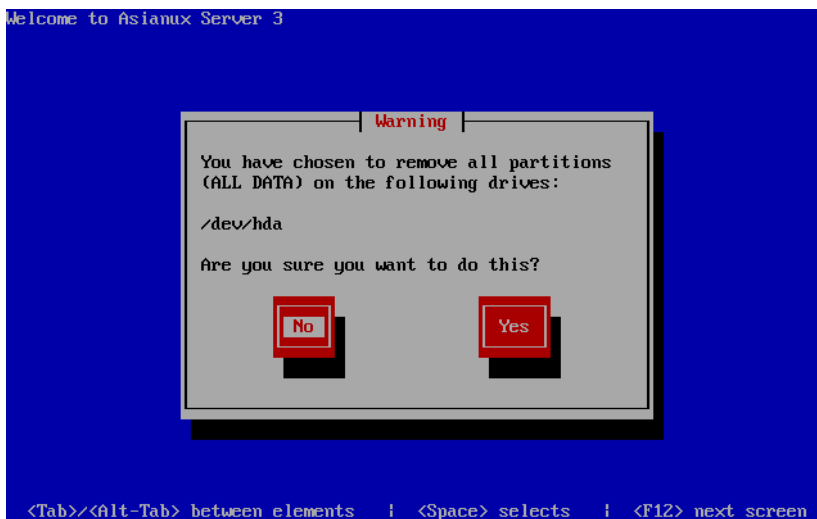 Welcome to Asianux Server 3
Warning
You have chosen to remove all partitions
(ALL DATA) on the following drives:
/dev/hda
Are you sure you want to do this?
No Yes
<Tab>/<Alt-Tab> between elements | <Space> selects | <F12> next screen